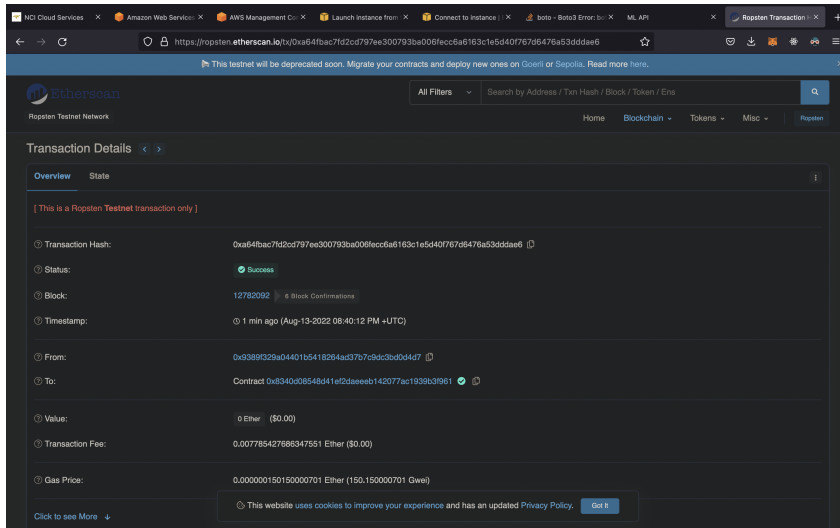 NCI Cloud Services
Amazon Web Services
AWS Management Co
Launch instance from
Connect to instance |
boto - Boto3 Error: bo
ML API
Ropsten Transaction
https://ropsten.etherscan.io/tx/0xa64fbac7fd2cd797ee300793ba006fecc6a6163c1e5d40f767d6476a53dddae6
This testnet will be deprecated soon. Migrate your contracts and deploy new ones on Goerli or Sepolia. Read more here.
Etherscan
All Filters
Search by Address / Txn Hash / Block / Token / Ens
Ropsten Testnet Network
Home Blockchain Tokens Misc Ropsten
Transaction Details
Overview State
[ This is a Ropsten Testnet transaction only ]
Transaction Hash: 0xa64fbac7fd2cd797ee300793ba006fecc6a6163c1e5d40f767d6476a53dddae6
Status: Success
Block: 12782092 6 Block Confirmations
Timestamp: 1 min ago (Aug-13-2022 08:40:12 PM +UTC)
From: 0x9389f329a04401b5418264ad37b7c9dc3bd0d4d7
To: Contract 0x8340d08548d41ef2daeeeb142077ac1939b3f961
Value: 0 Ether ($0.00)
Transaction Fee: 0.007785427686347551 Ether ($0.00)
Gas Price: 0.000000150150000701 Ether (150.150000701 Gwei)
This website uses cookies to improve your experience and has an updated Privacy Policy. Got It
Click to see More